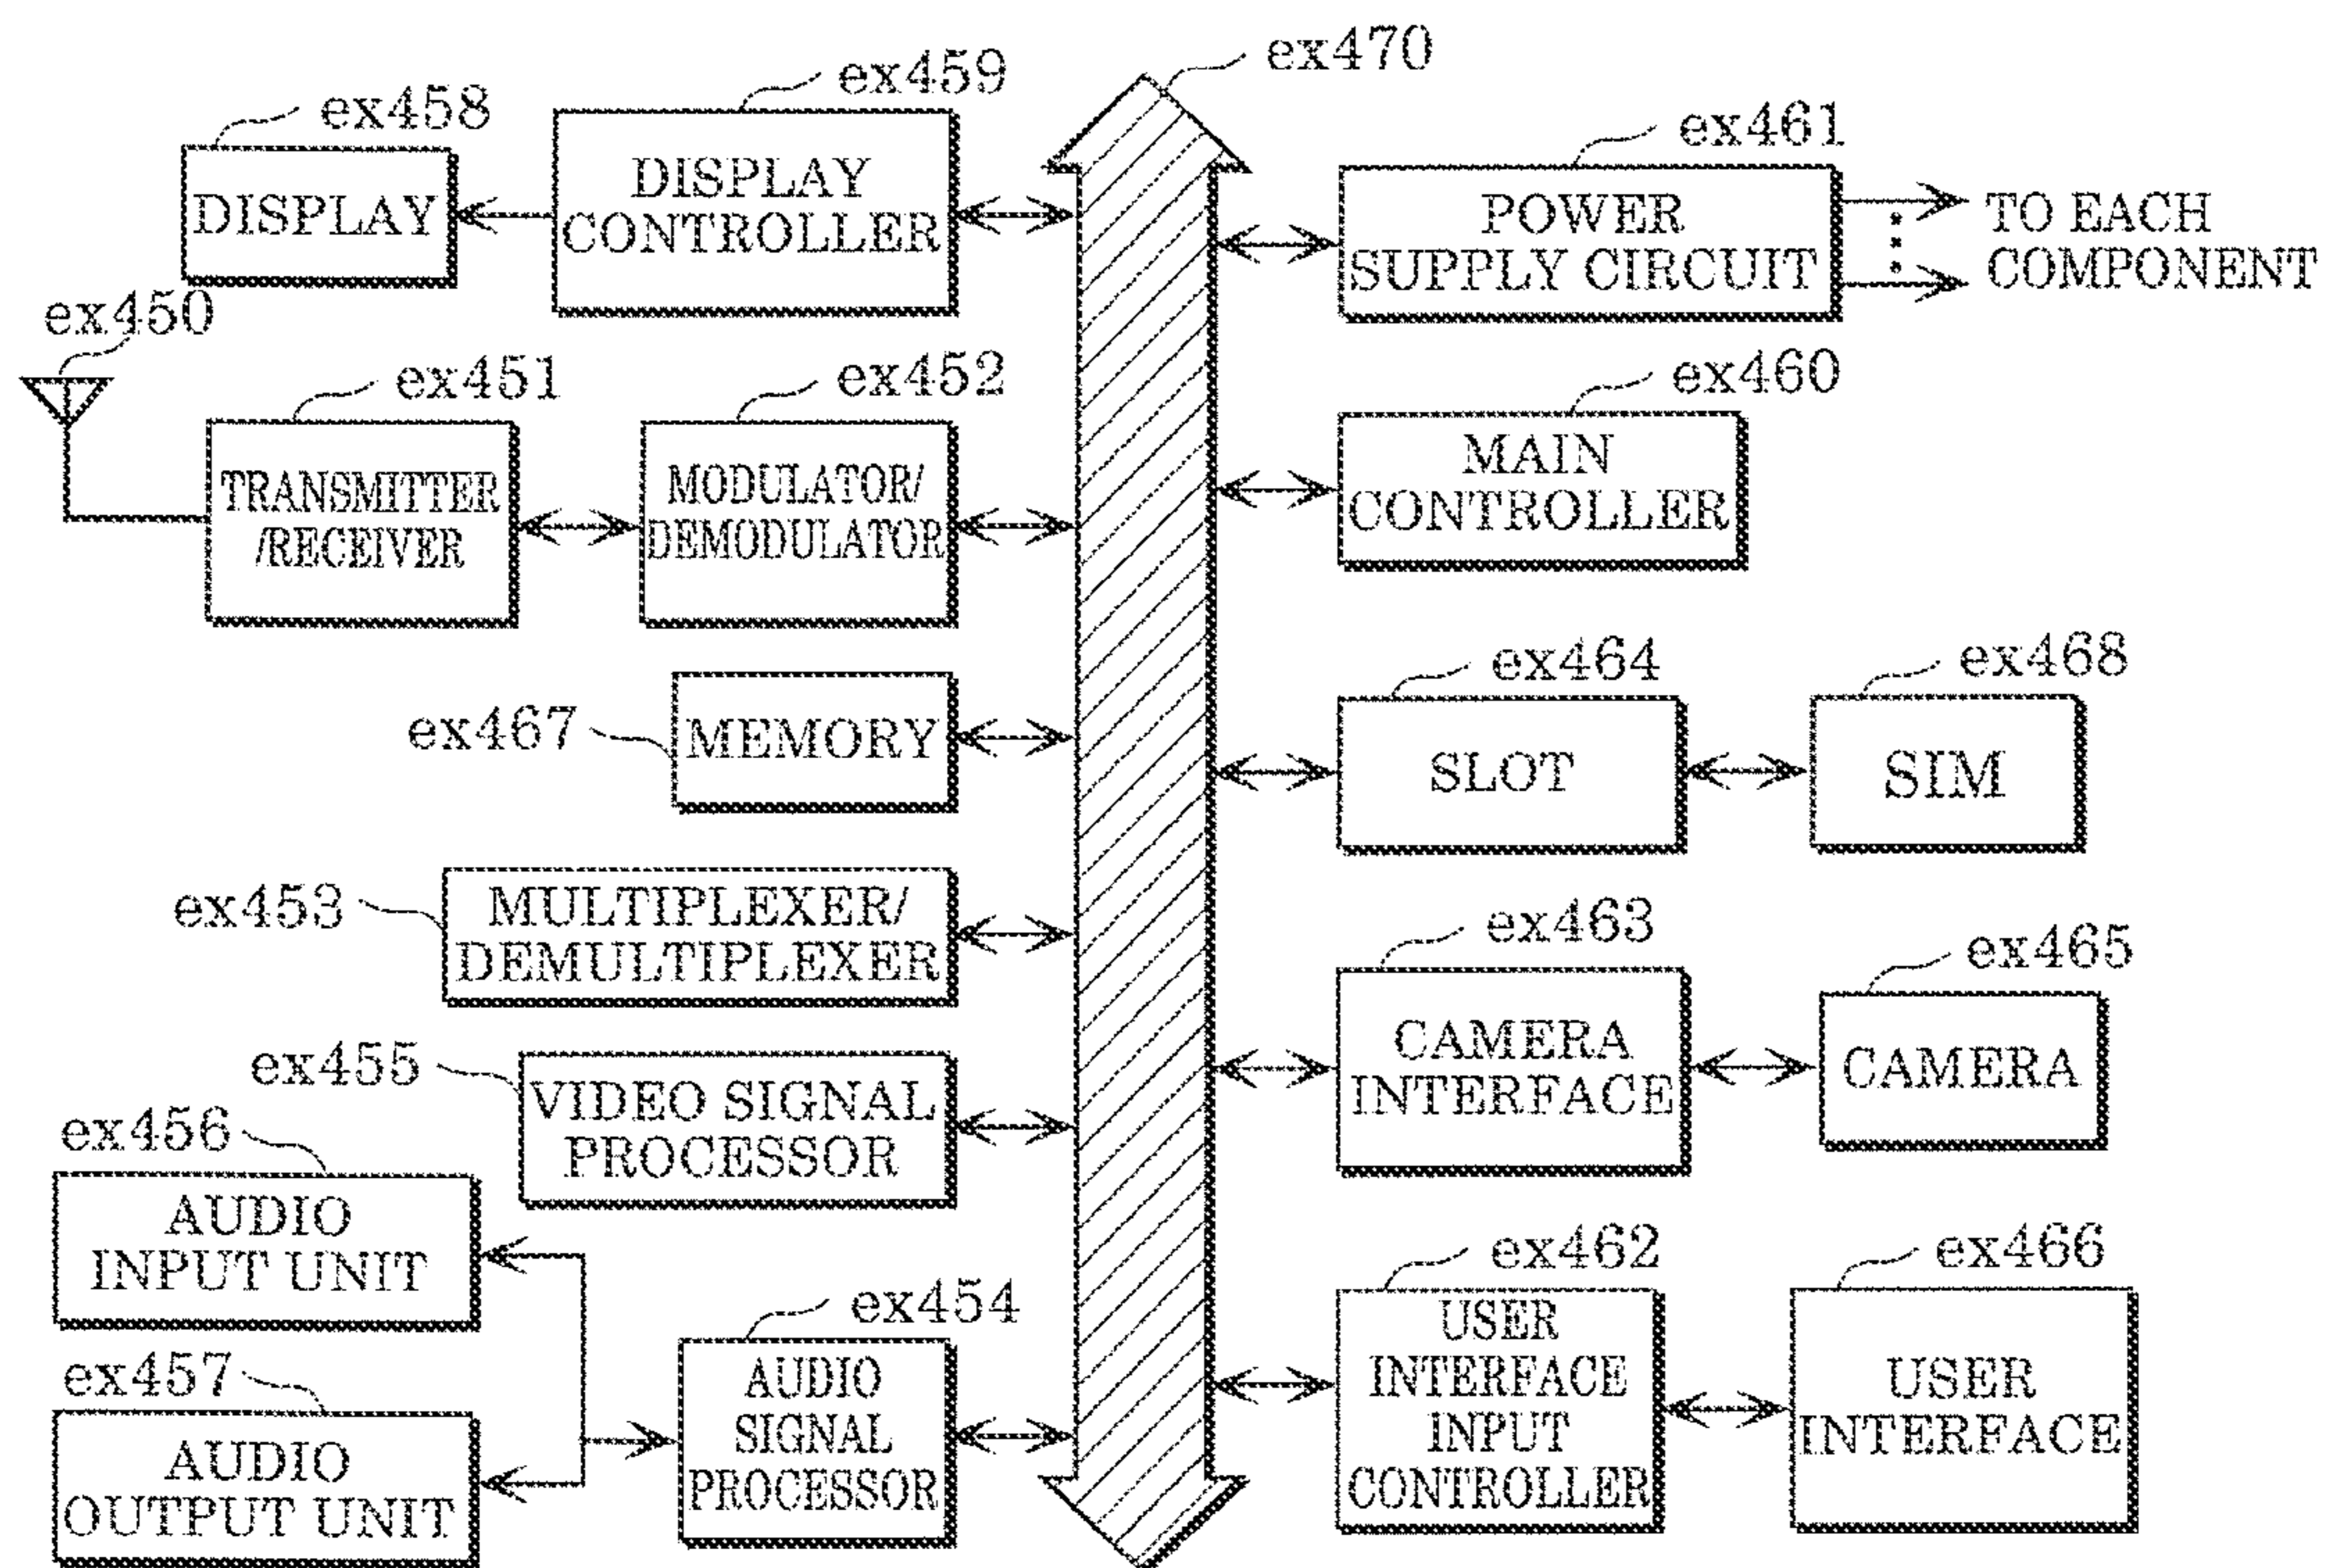 ex470
ex459
ex458
DISPLAY
CONTROLLER
DISPLAY
ex461
POWER
SUPPLY CIRCUIT
TO EACH
COMPONENT
ex450
ex451
ex452
TRANSMITTER
/RECEIVER
MODULATOR/
DEMODULATOR
ex460
MAIN
CONTROLLER
ex467
MEMORY
ex464
SLOT
ex468
SIM
ex453
MULTIPLEXER/
DEMULTIPLEXER
ex463
CAMERA
INTERFACE
ex465
CAMERA
ex455
VIDEO SIGNAL
PROCESSOR
ex456
AUDIO
INPUT UNIT
ex457
AUDIO
OUTPUT UNIT
ex454
AUDIO
SIGNAL
PROCESSOR
ex462
USER
INTERFACE
INPUT
CONTROLLER
ex466
USER
INTERFACE